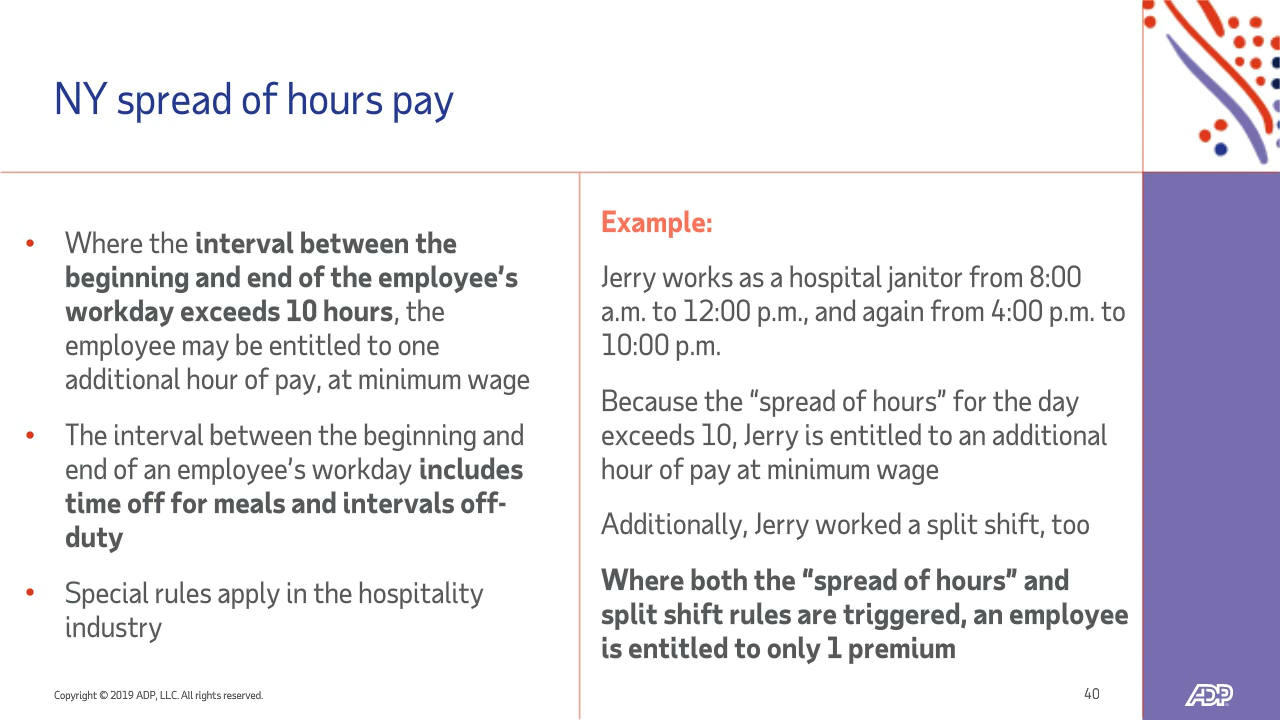 NY spread of hours pay
• Where the interval between the
beginning and end of the employee’s
workday exceeds 10 hours, the
employee may be entitled to one
additional hour of pay, at minimum wage
• The interval between the beginning and
end of an employee’s workday includes
time off for meals and intervals off-
duty
• Special rules apply in the hospitality
industry
Example:
Jerry works as a hospital janitor from 8:00
a.m. to 12:00 p.m., and again from 4:00 p.m. to
10:00 p.m.
Because the “spread of hours” for the day
exceeds 10, Jerry is entitled to an additional
hour of pay at minimum wage
Additionally, Jerry worked a split shift, too
Where both the “spread of hours” and
split shift rules are triggered, an employee
is entitled to only 1 premium
Copyright © 2019 ADP, LLC. All rights reserved.
40
ADP